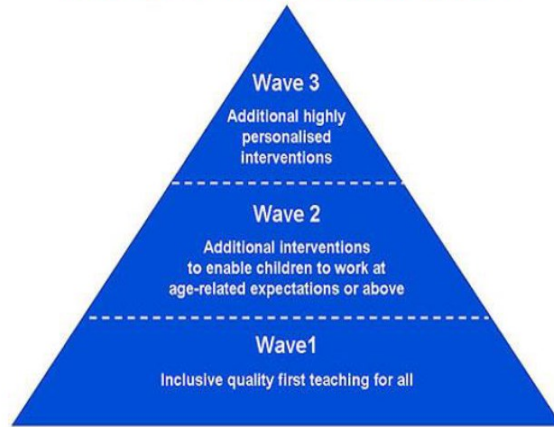 Wave 3
Additional highly
personalised
interventions
Wave 2
Additional interventions
to enable children to work at
age-related expectations or above
Wave1
Inclusive quality first teaching for all